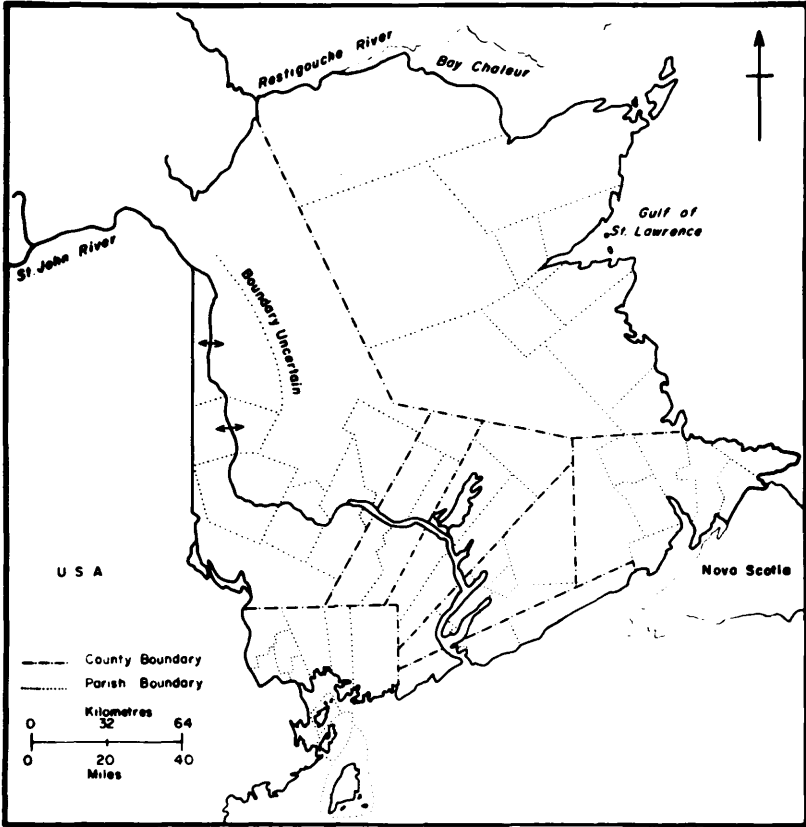 Restigouche River
Bay Chaleur
Gulf of
St. Lawrence
St. John River
Boundary Uncertain
U S A
Nova Scotia
County Boundary
Parish Boundary
Kilometres
0 32 64
0 20 40
Miles